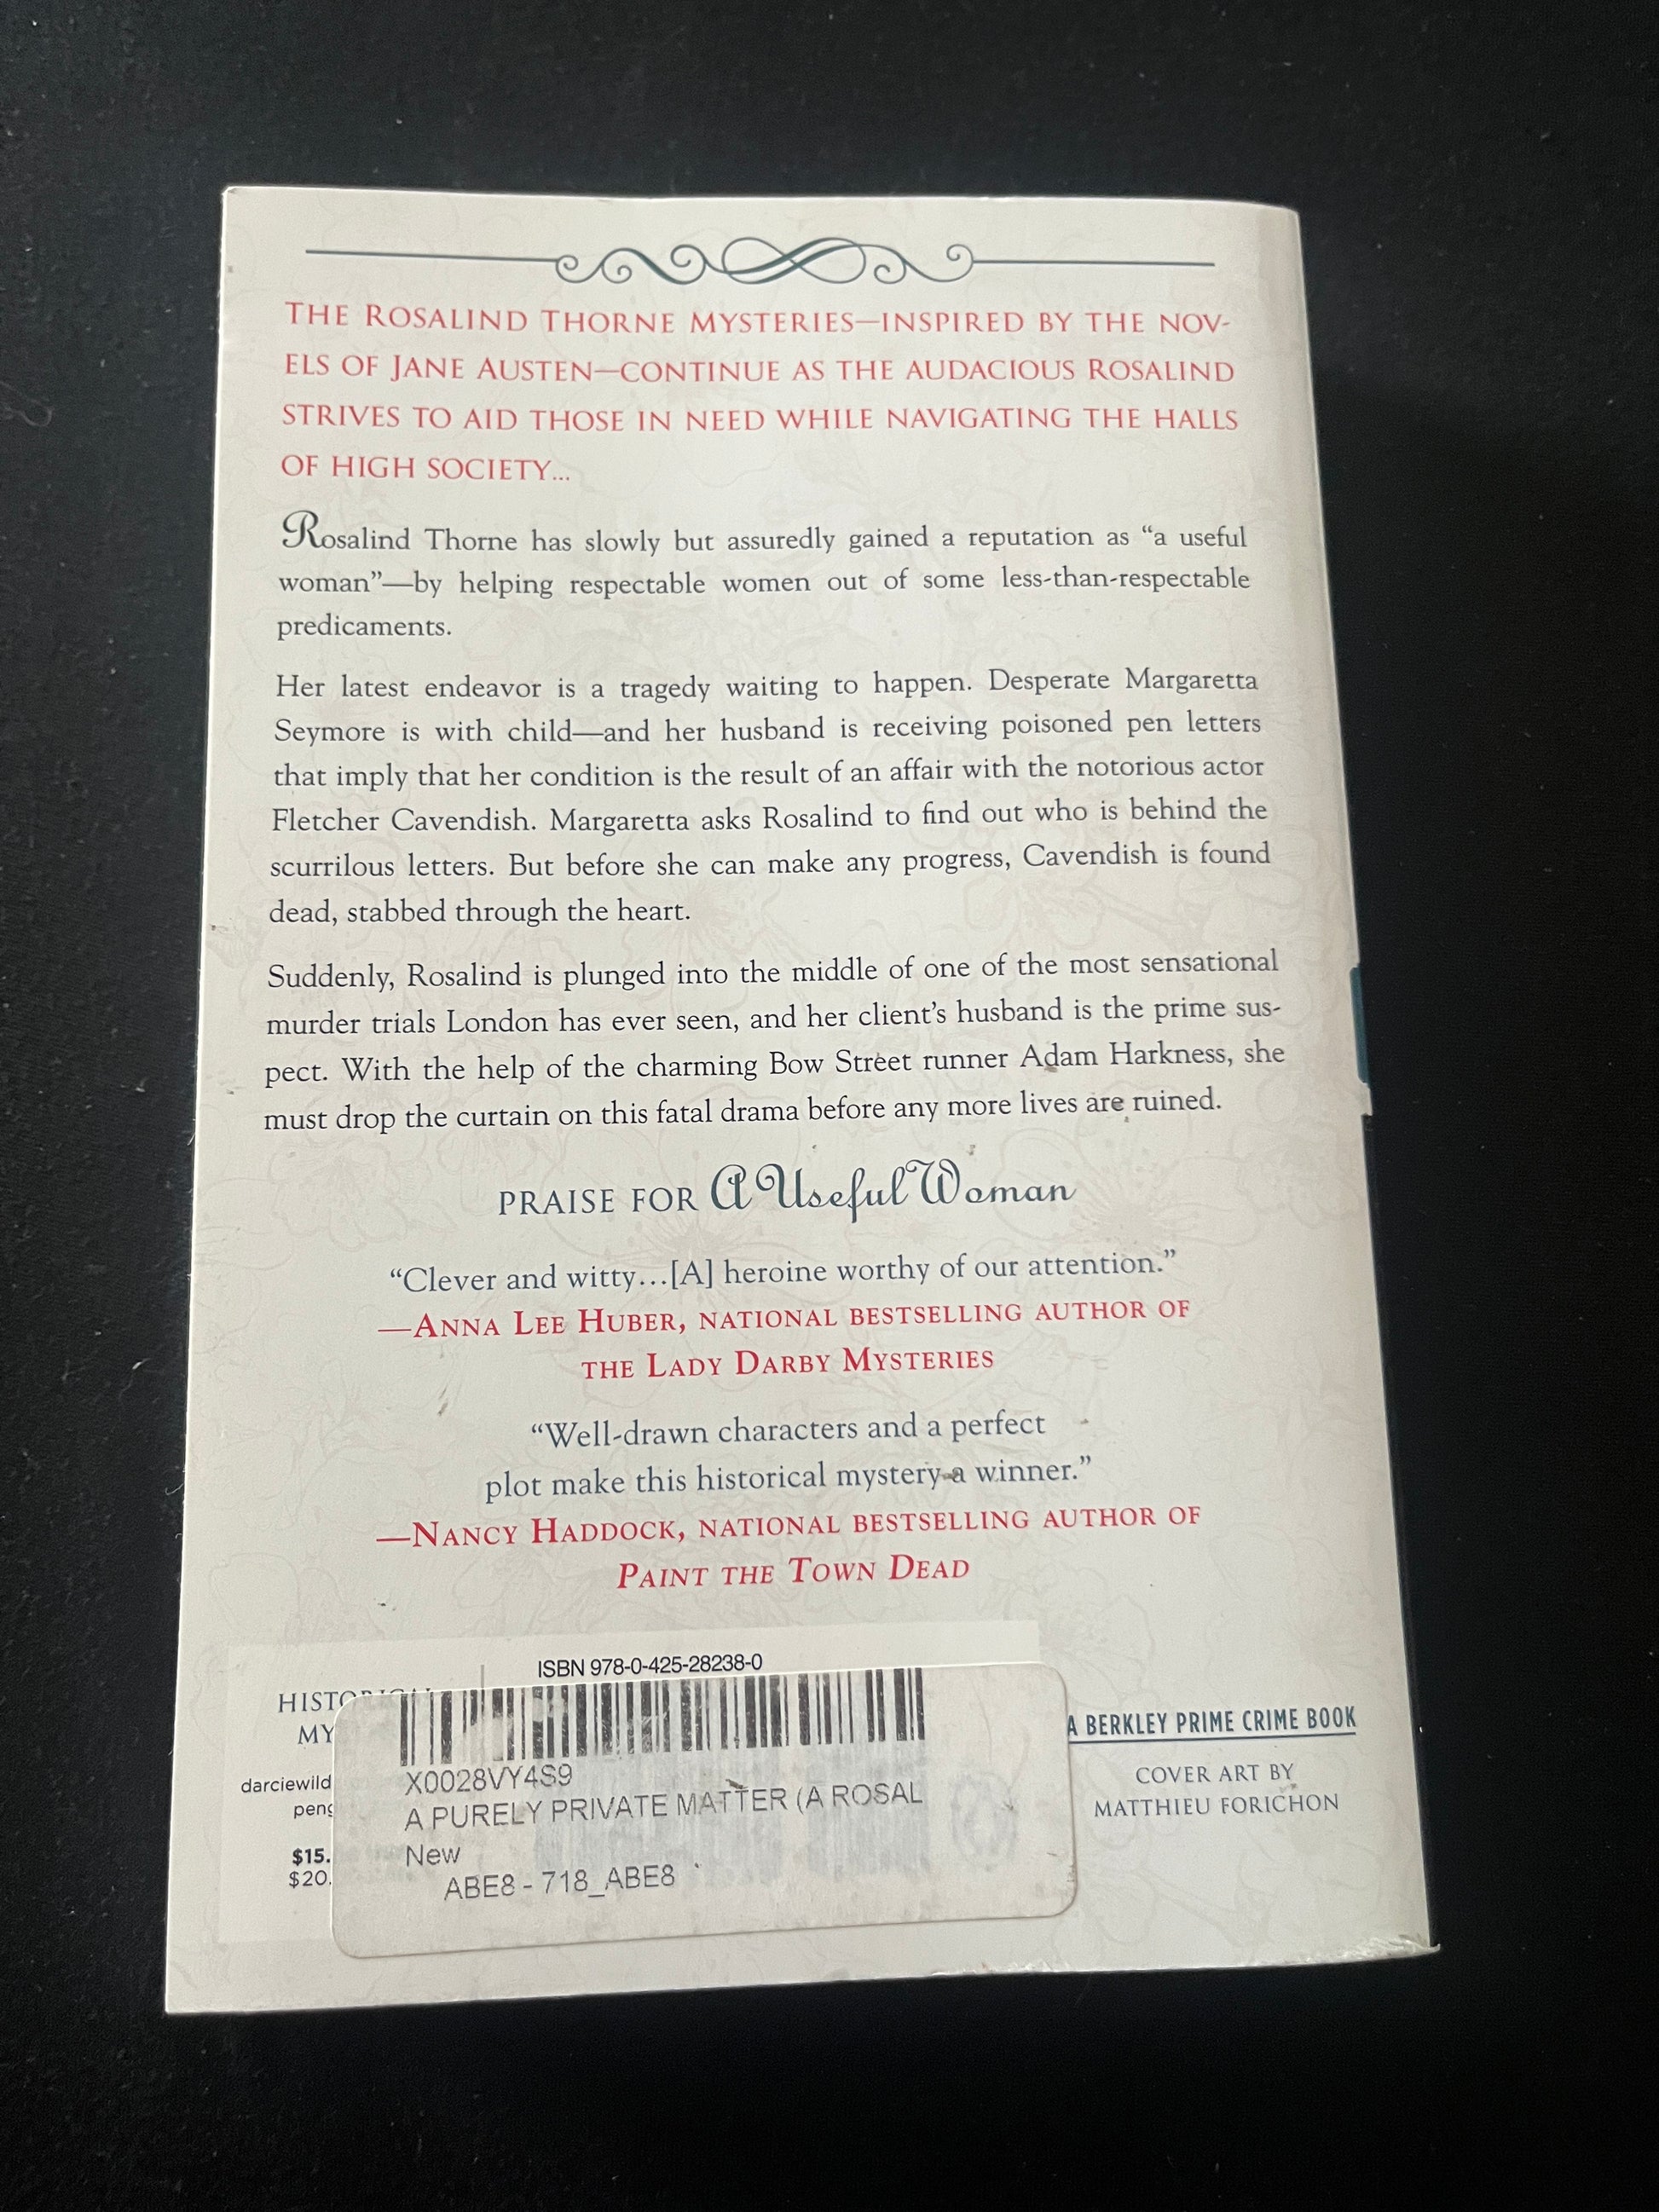 THE ROSALIND THORNE MYSTERIES—INSPIRED BY THE NOV-
ELS OF JANE AUSTEN—CONTINUE AS THE AUDACIOUS ROSALIND
STRIVES TO AID THOSE IN NEED WHILE NAVIGATING THE HALLS
OF HIGH SOCIETY...
Rosalind Thorne has slowly but assuredly gained a reputation as “a useful
woman”—by helping respectable women out of some less-than-respectable
predicaments.
Her latest endeavor is a tragedy waiting to happen. Desperate Margaretta
Seymore is with child—and her husband is receiving poisoned pen letters
that imply that her condition is the result of an affair with the notorious actor
Fletcher Cavendish. Margaretta asks Rosalind to find out who is behind the
scurrilous letters. But before she can make any progress, Cavendish is found
dead, stabbed through the heart.
Suddenly, Rosalind is plunged into the middle of one of the most sensational
murder trials London has ever seen, and her client’s husband is the prime sus-
pect. With the help of the charming Bow Street runner Adam Harkness, she
must drop the curtain on this fatal drama before any more lives are ruined.
PRAISE FOR A Useful Woman
“Clever and witty...[A] heroine worthy of our attention.”
—ANNA LEE HUBER, NATIONAL BESTSELLING AUTHOR OF
THE LADY DARBY MYSTERIES
“Well-drawn characters and a perfect
plot make this historical mystery a winner.”
—NANCY HADDOCK, NATIONAL BESTSELLING AUTHOR OF
PAINT THE TOWN DEAD
ISBN 978-0-425-28238-0
HISTORICAL
MY
darciewild
peng
$15.
$20.
X0028VY4S9
A PURELY PRIVATE MATTER (A ROSAL
New
ABE8 - 718_ABE8
A BERKLEY PRIME CRIME BOOK
COVER ART BY
MATTHIEU FORICHON